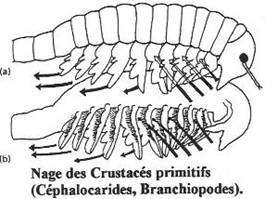 (a)
(b)
Nage des Crustacés primitifs
(Céphalocarides, Branchiopodes).